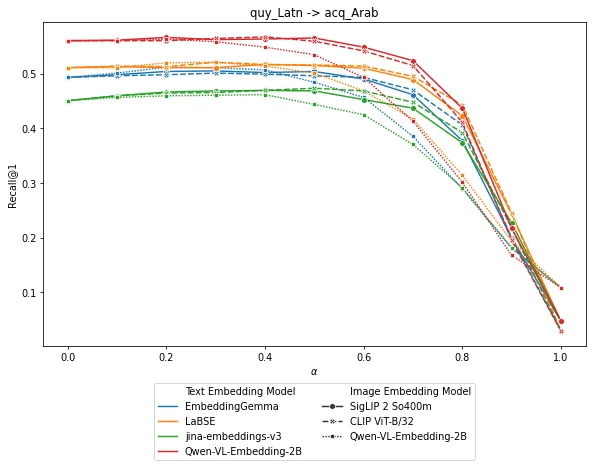 quy_Latn -> acq_Arab
Recall@1
0.5
0.4
0.3
0.2
0.1
0.0 0.2 0.4 0.6 0.8 1.0
α
Text Embedding Model Image Embedding Model
EmbeddingGemma SigLIP 2 So400m
LaBSE CLIP ViT-B/32
jina-embeddings-v3 Qwen-VL-Embedding-2B
Qwen-VL-Embedding-2B